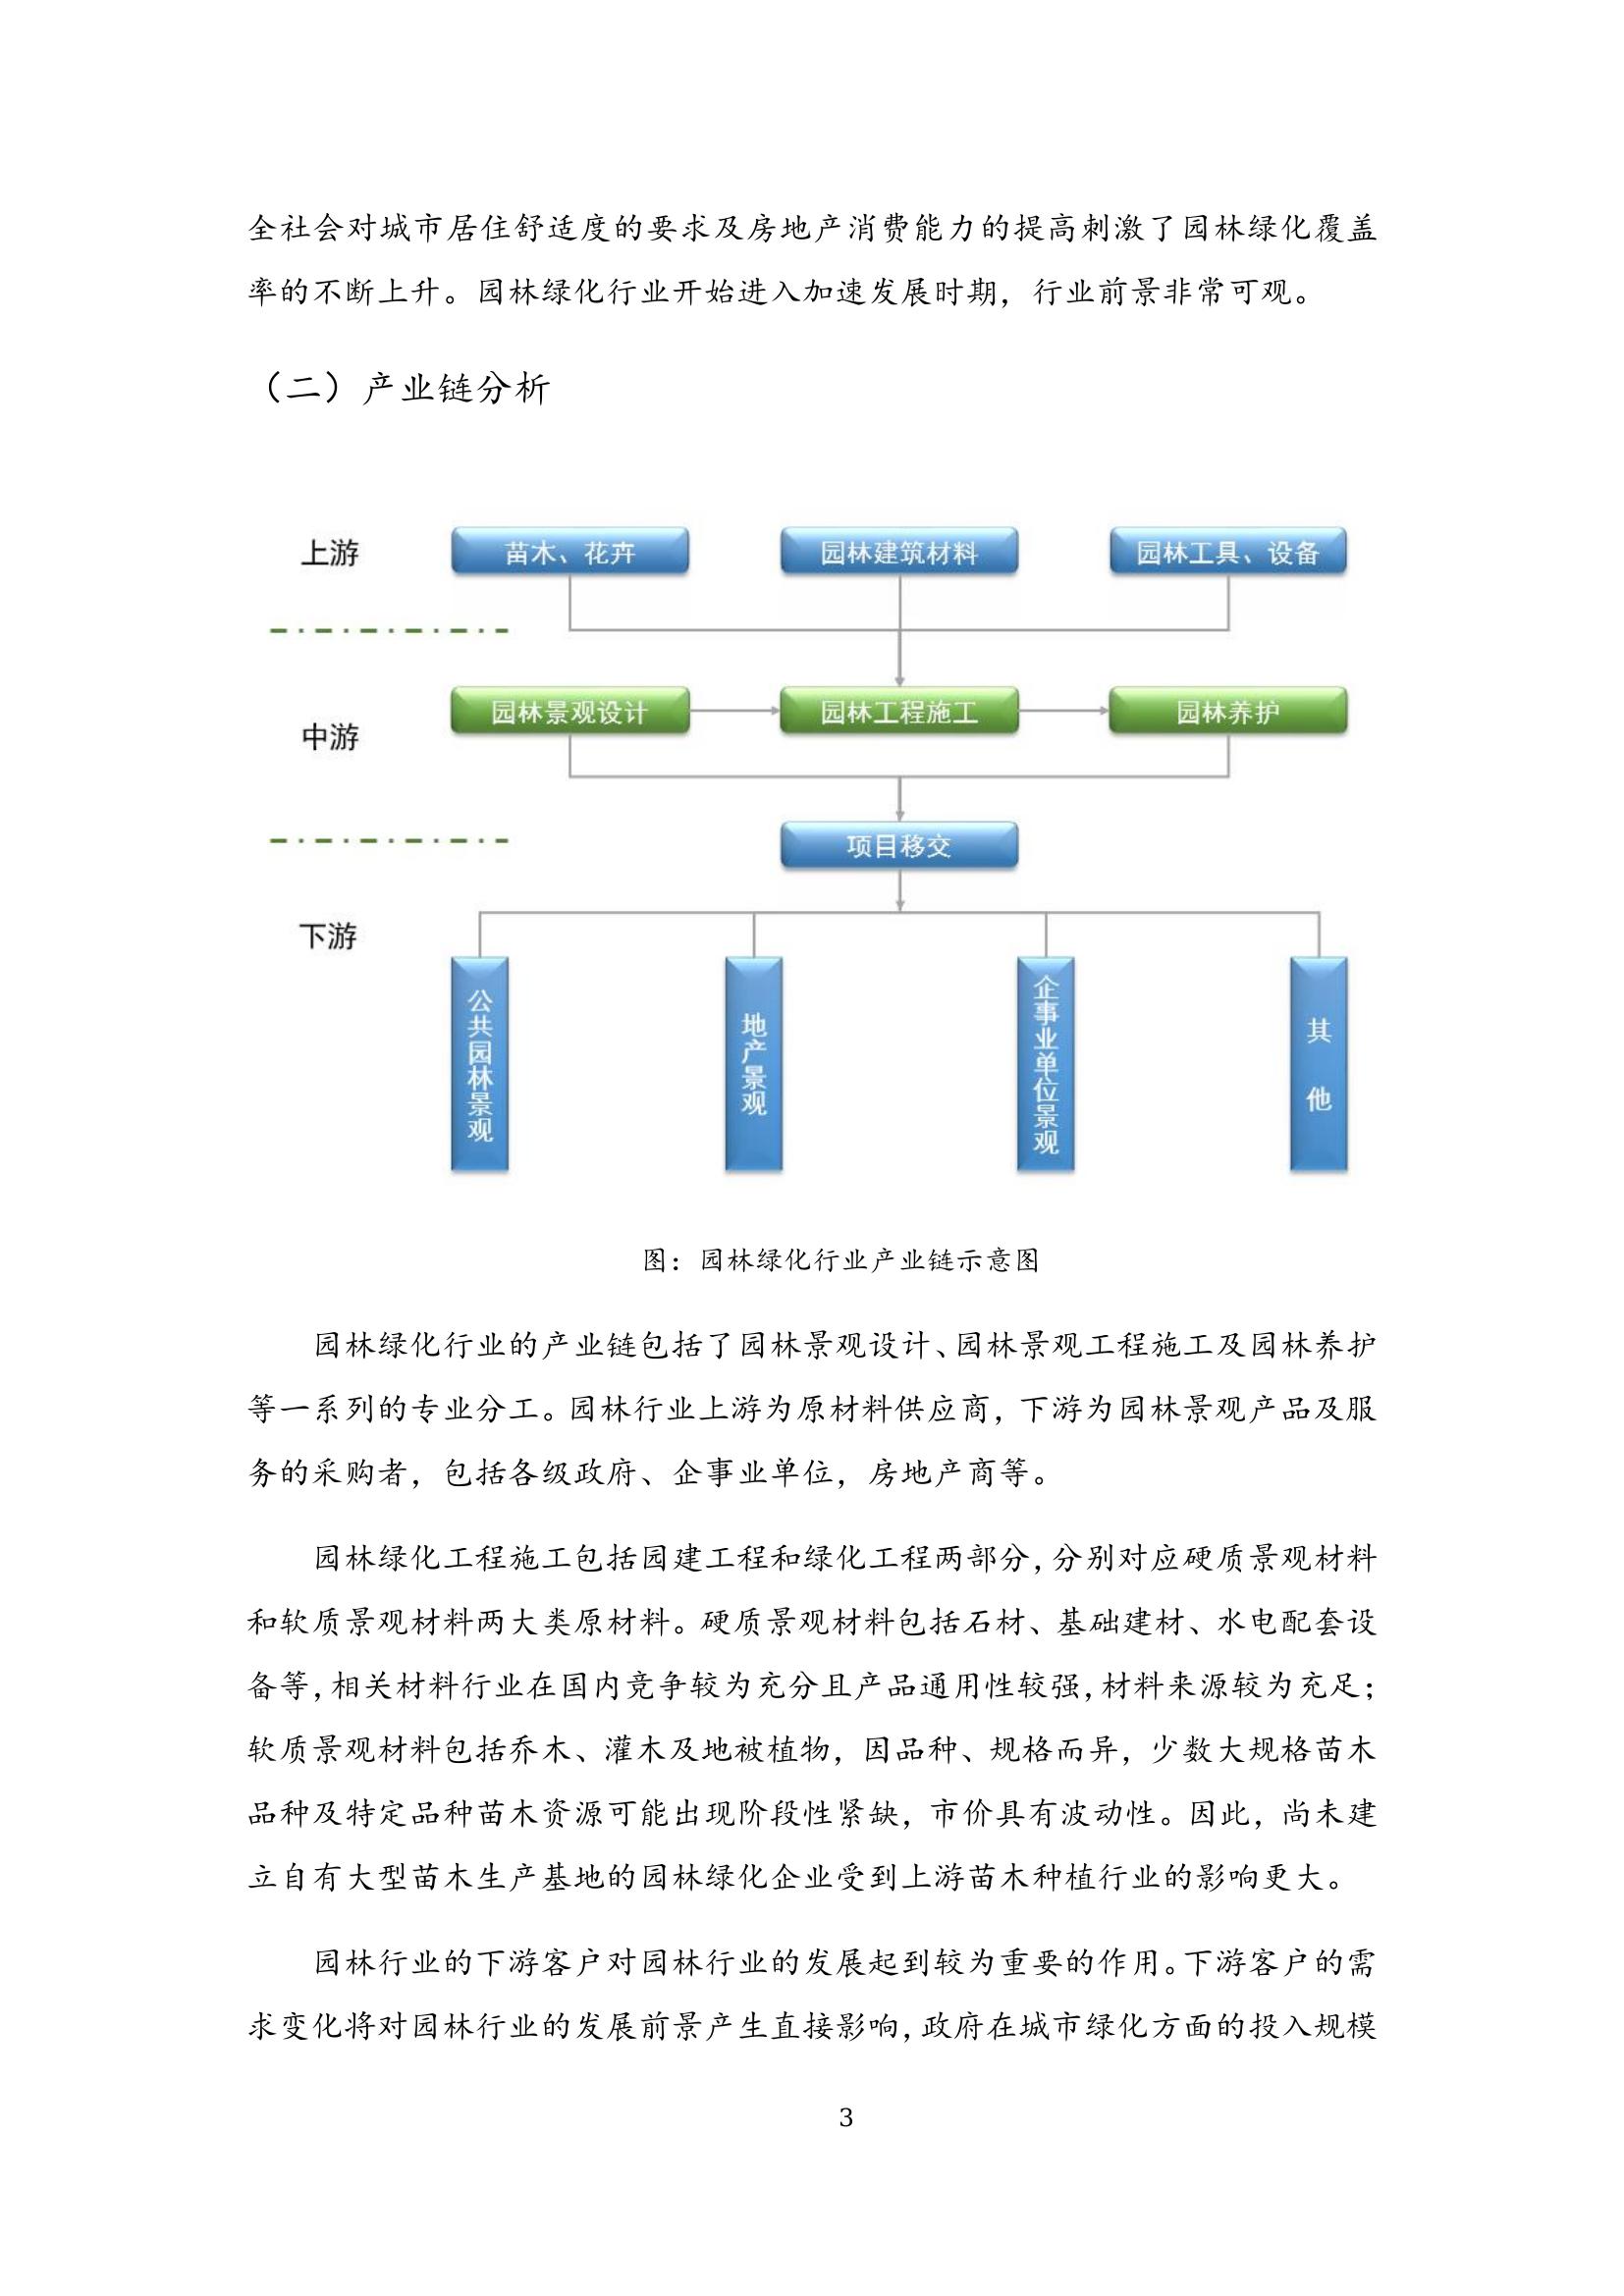 全社会对城市居住舒适度的要求及房地产消费能力的提高刺激了园林绿化覆盖
率的不断上升。园林绿化行业开始进入加速发展时期，行业前景非常可观。
（二）产业链分析
上游
苗木、花卉
园林建筑材料
园林工具、设备
中游
园林景观设计
园林工程施工
园林养护
项目移交
下游
公共园林景观
地产景观
企事业单位景观
其他
图：园林绿化行业产业链示意图
园林绿化行业的产业链包括了园林景观设计、园林景观工程施工及园林养护
等一系列的专业分工。园林行业上游为原材料供应商，下游为园林景观产品及服
务的采购者，包括各级政府、企事业单位，房地产商等。
园林绿化工程施工包括园建工程和绿化工程两部分，分别对应硬质景观材料
和软质景观材料两大类原材料。硬质景观材料包括石材、基础建材、水电配套设
备等，相关材料行业在国内竞争较为充分且产品通用性较强，材料来源较为充足；
软质景观材料包括乔木、灌木及地被植物，因品种、规格而异，少数大规格苗木
品种及特定品种苗木资源可能出现阶段性紧缺，市价具有波动性。因此，尚未建
立自有大型苗木生产基地的园林绿化企业受到上游苗木种植行业的影响更大。
园林行业的下游客户对园林行业的发展起到较为重要的作用。下游客户的需
求变化将对园林行业的发展前景产生直接影响，政府在城市绿化方面的投入规模
3